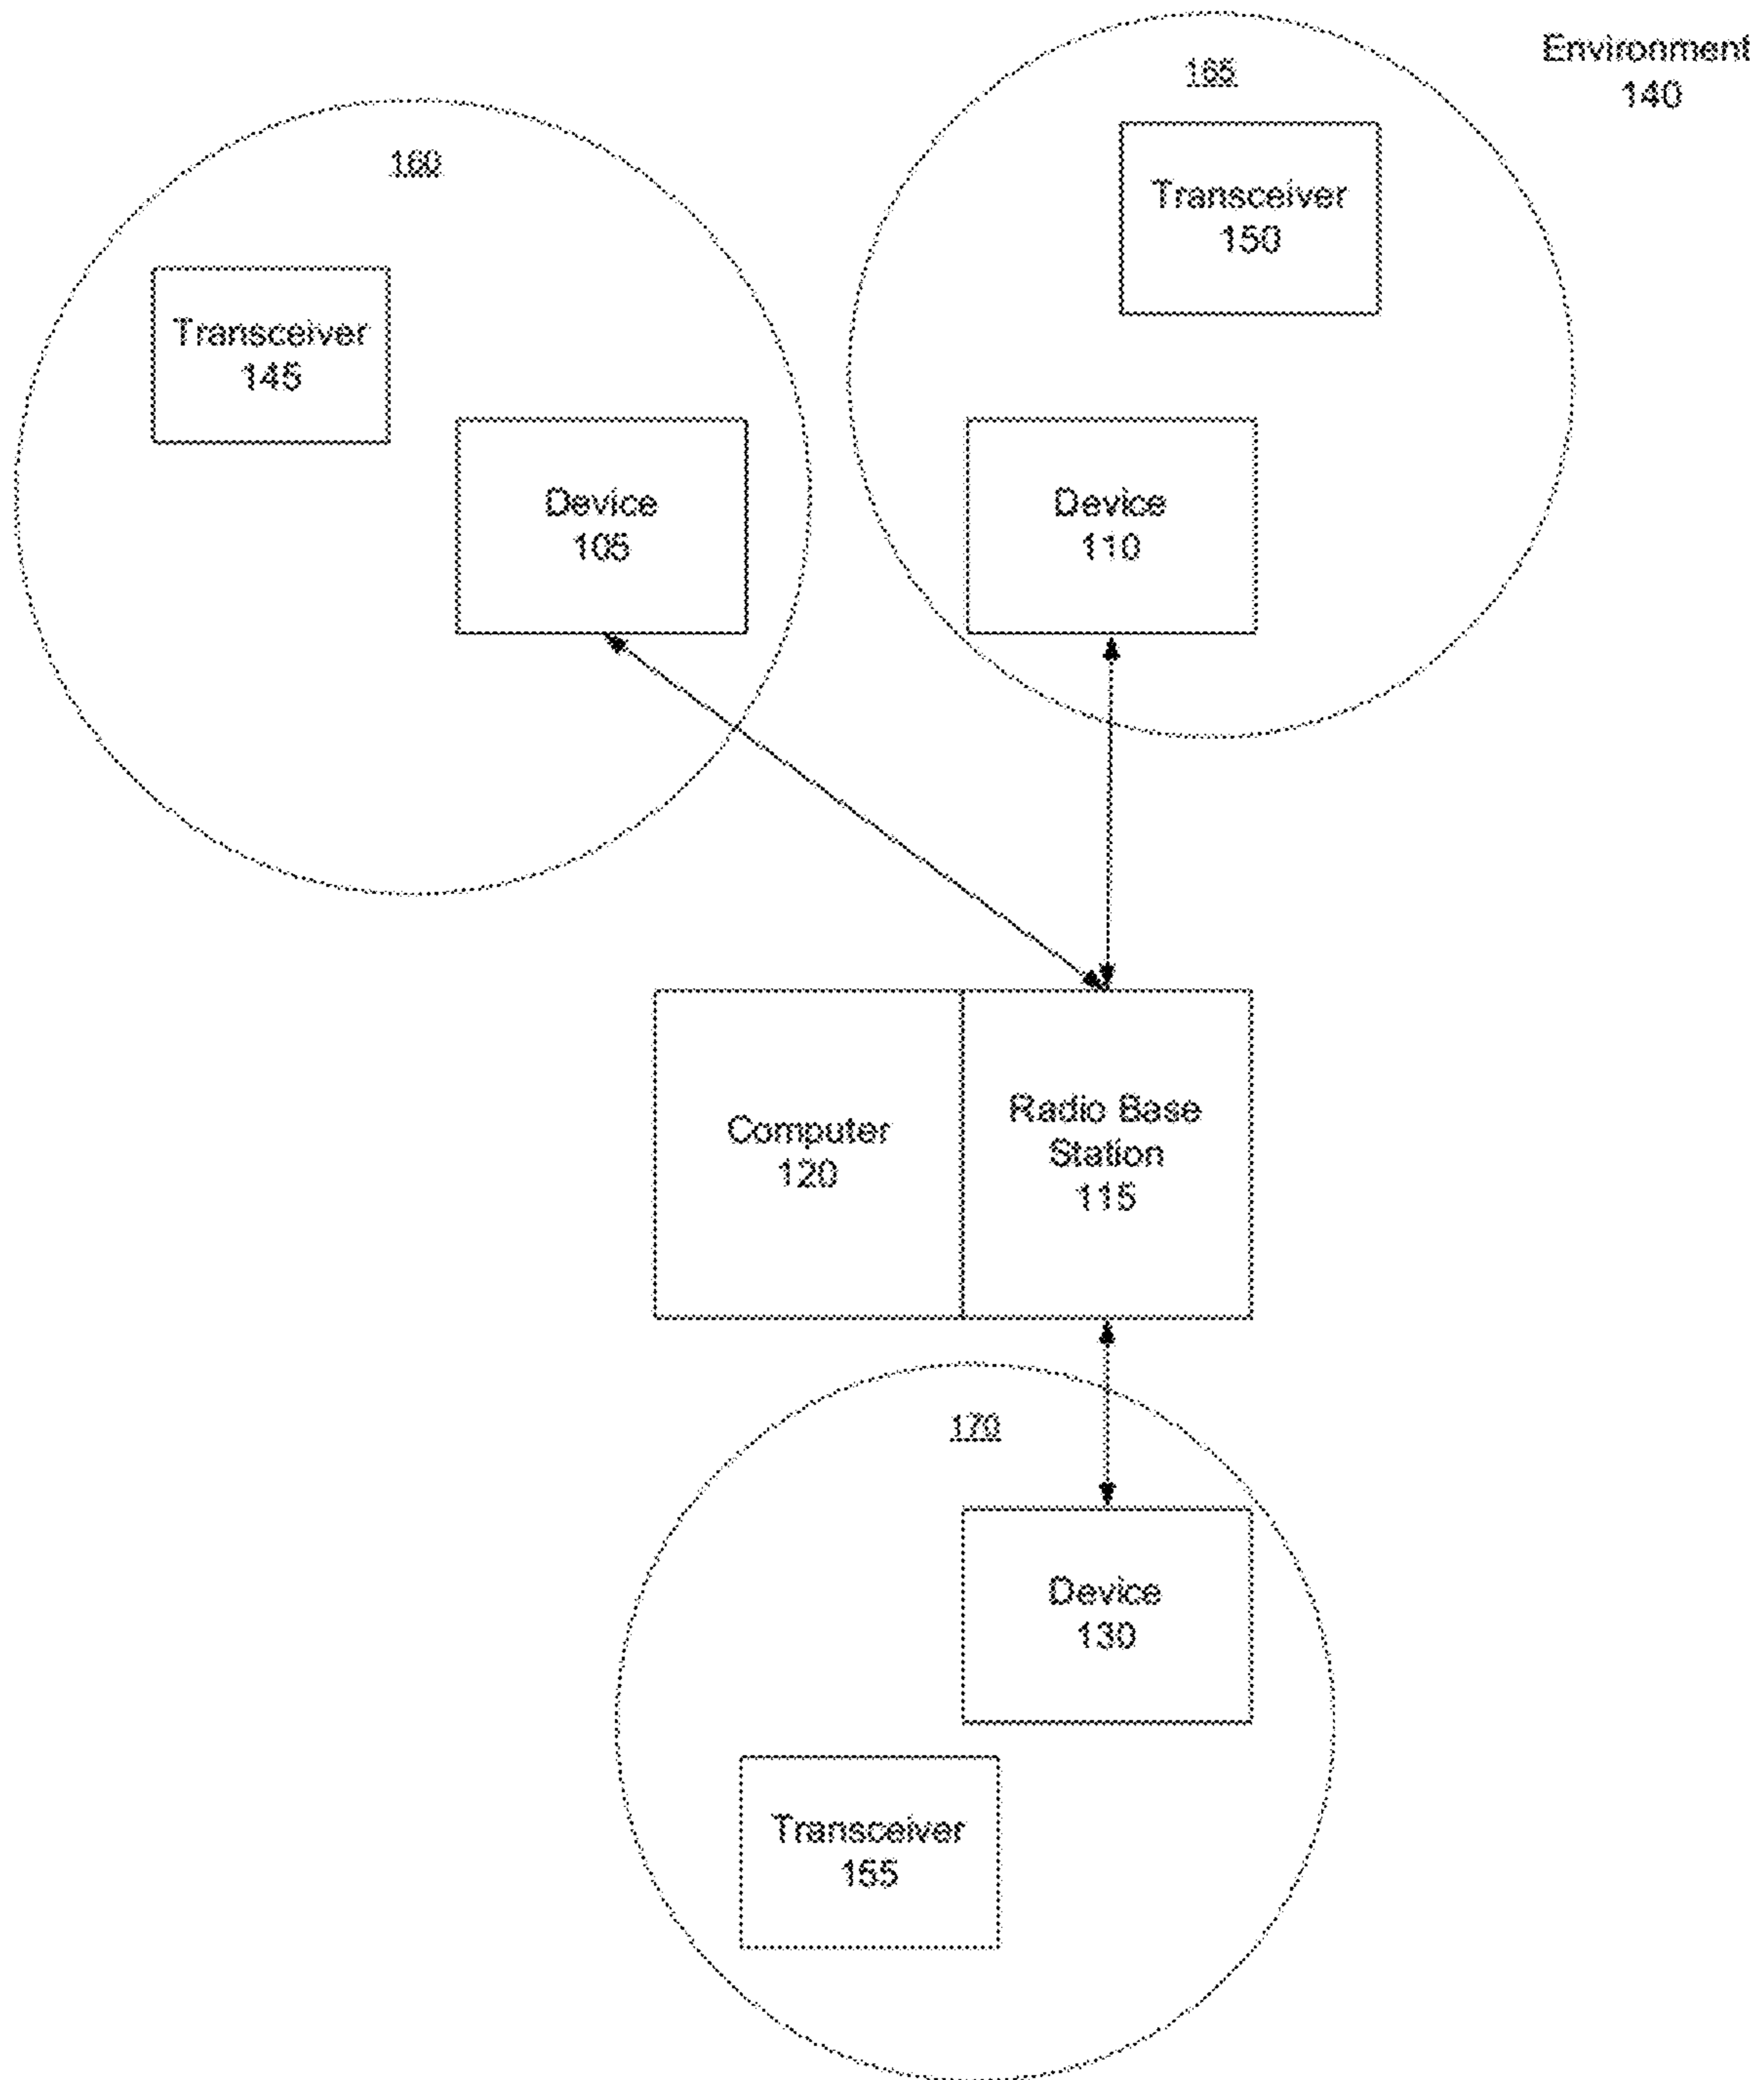 Environment
140
165
160
Transceiver
150
Transceiver
145
Device
105
Device
110
Computer
120
Radio Base
Station
115
170
Device
130
Transceiver
155